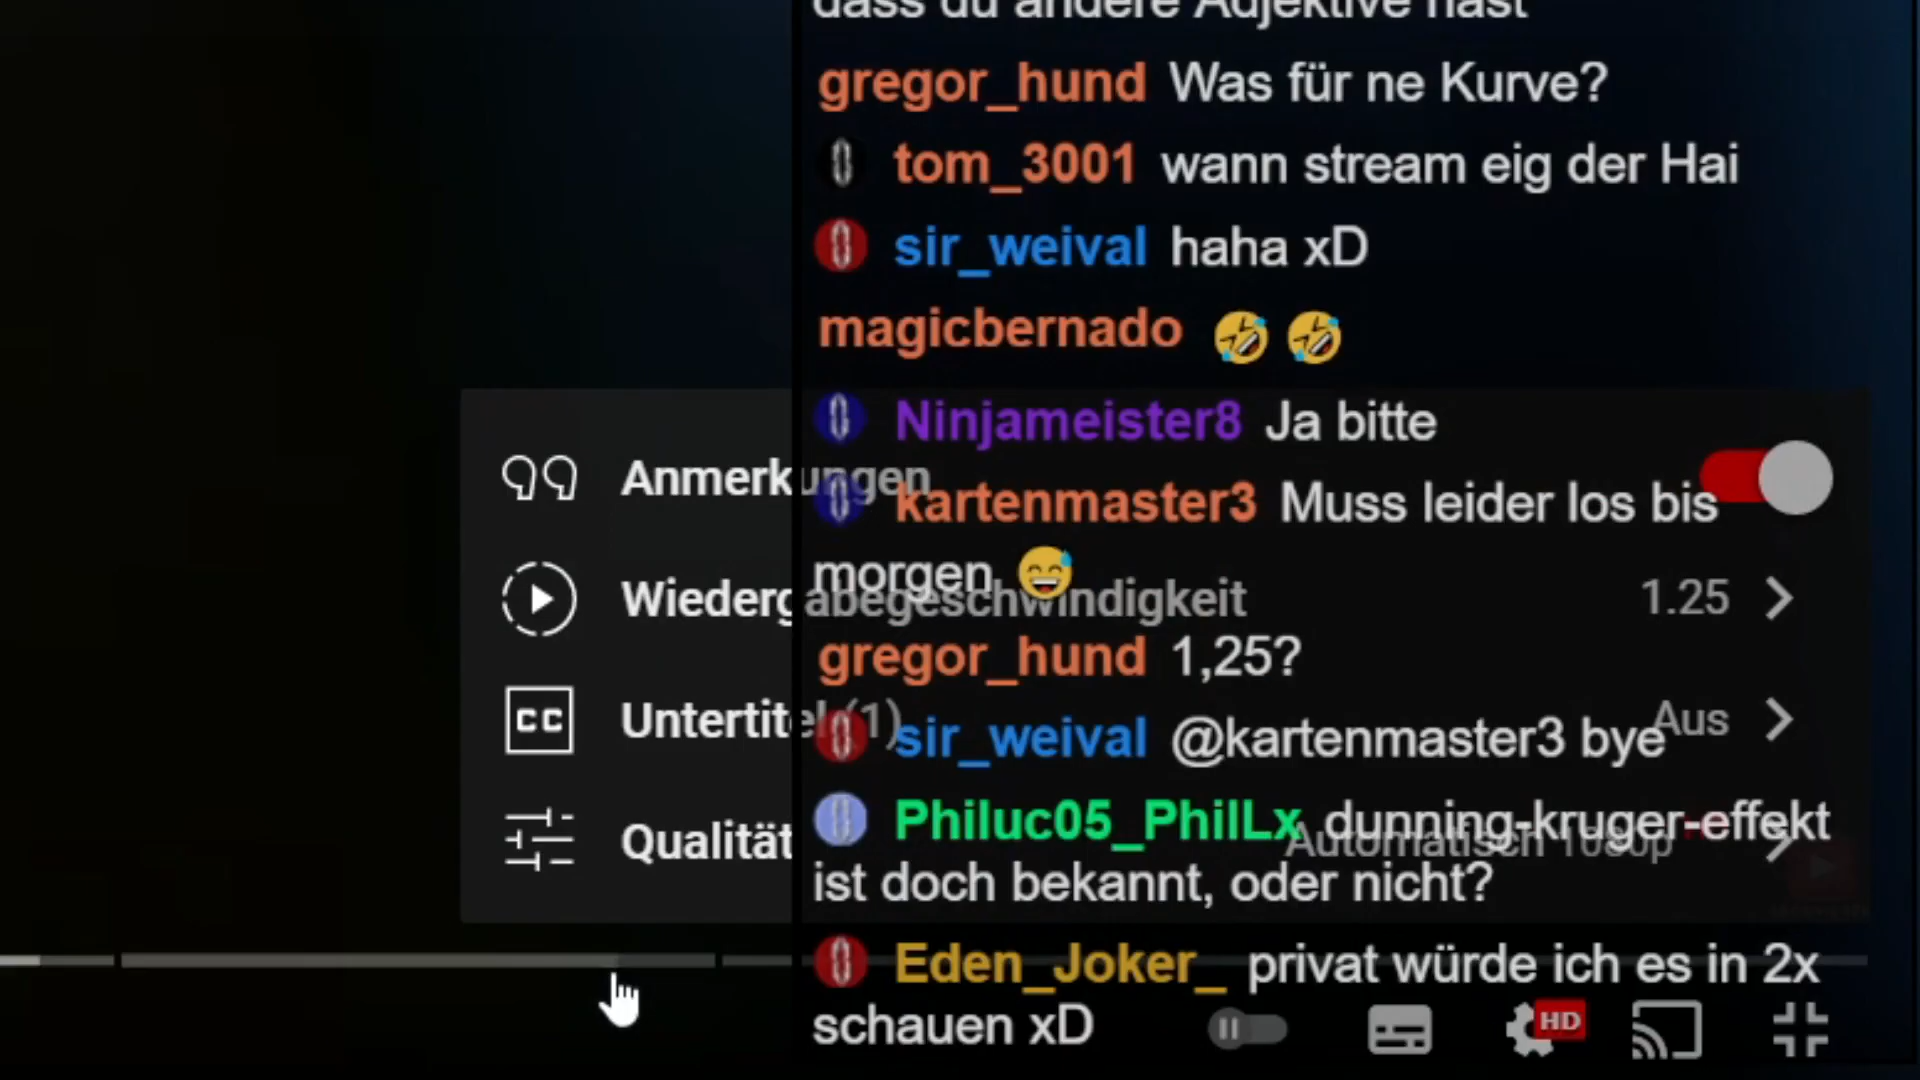 dass du andere Adjektive hast
gregor_hund Was für ne Kurve?
tom_3001 wann stream eig der Hai
sir_weival haha xD
magicbernado 🤣 🤣
Ninjameister8 Ja bitte
Anmerkungen
kartenmaster3 Muss leider los bis
morgen 😅
Wiedergabegeschwindigkeit 1.25
gregor_hund 1,25?
Untertitel (1) Aus
sir_weival @kartenmaster3 bye
Philuc05_PhilLx dunning-kruger-effekt
Qualität Automatisch 1080p
ist doch bekannt, oder nicht?
Eden_Joker_ privat würde ich es in 2x
schauen xD
HD
CC